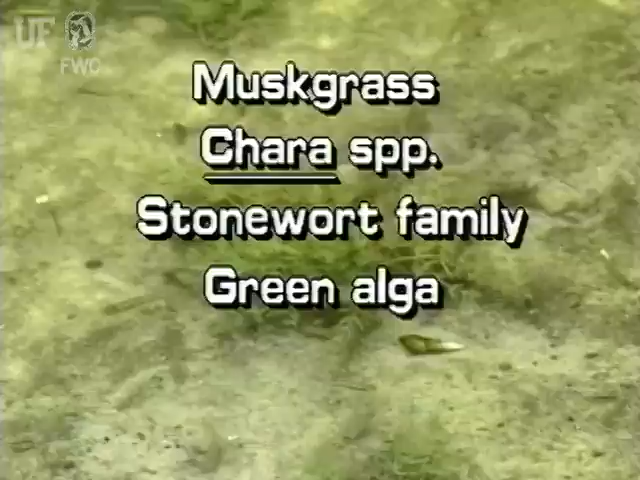 UF
FWC
Muskgrass
Chara spp.
Stonewort family
Green alga